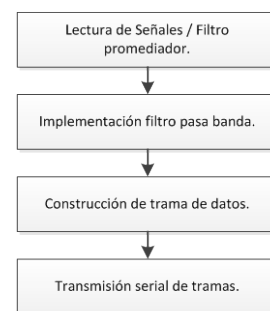 Lectura de Señales / Filtro
promediador.
Implementación filtro pasa banda.
Construcción de trama de datos.
Transmisión serial de tramas.